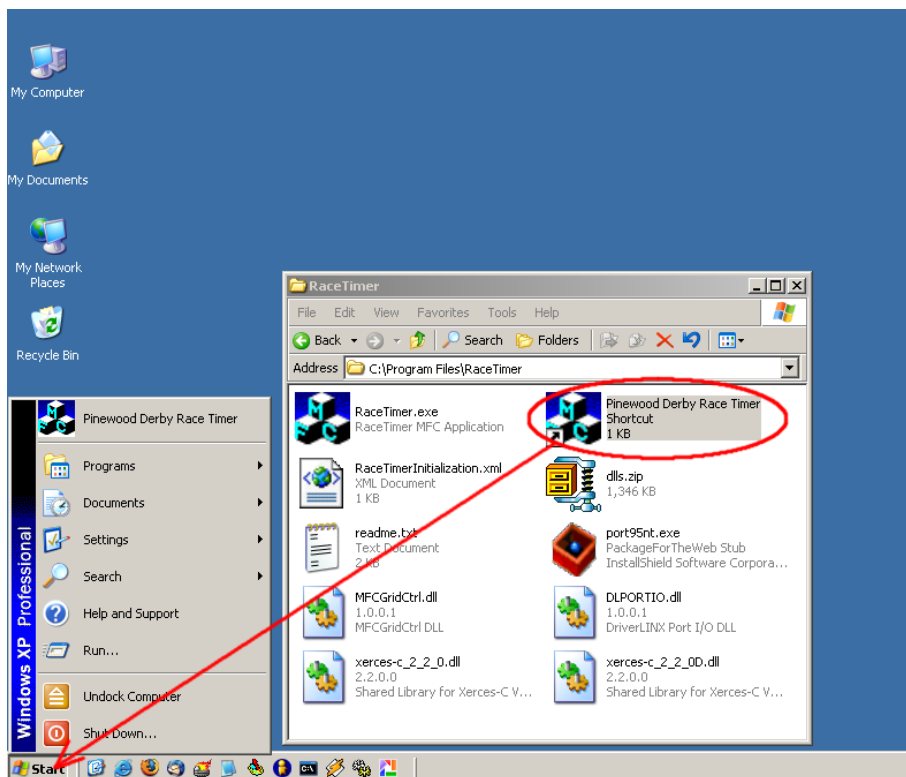 My Computer
My Documents
My Network
Places
Recycle Bin
RaceTimer
File Edit View Favorites Tools Help
Back Search Folders
Address C:\Program Files\RaceTimer
RaceTimer.exe
RaceTimer MFC Application
Pinewood Derby Race Timer
Shortcut
1 KB
RaceTimerInitialization.xml
XML Document
1 KB
dlls.zip
1,346 KB
readme.txt
Text Document
2 KB
port95nt.exe
PackageForTheWeb Stub
InstallShield Software Corpora...
MFCGridCtrl.dll
1.0.0.1
MFCGridCtrl DLL
DLPORTIO.dll
1.0.0.1
DriverLINX Port I/O DLL
xerces-c_2_2_0.dll
2.2.0.0
Shared Library for Xerces-C V...
xerces-c_2_2_0D.dll
2.2.0.0
Shared Library for Xerces-C V...
Pinewood Derby Race Timer
Programs
Documents
Settings
Search
Help and Support
Run...
Undock Computer
Shut Down...
Windows XP Professional
Start